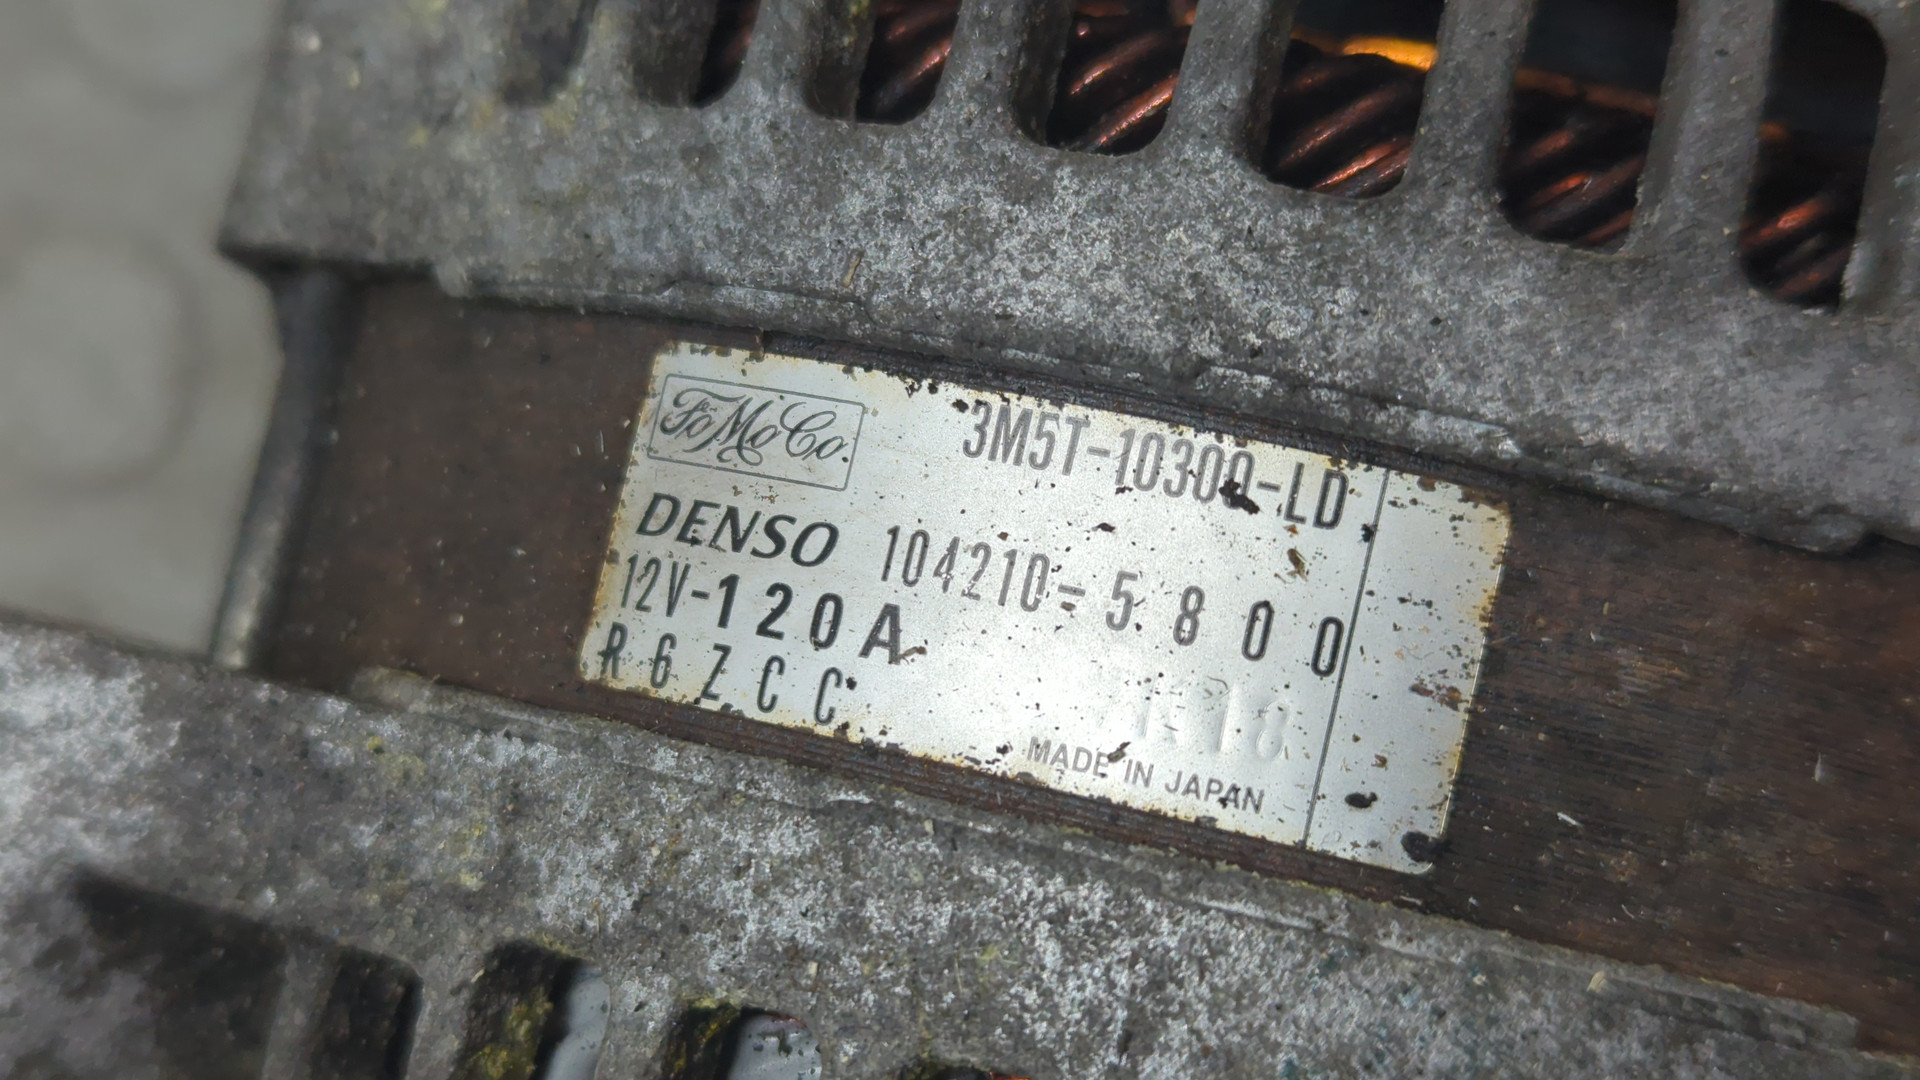 FoMoCo. 3M5T-10300-LD
DENSO 104210-5800
12V-120A
R6ZCC
MADE IN JAPAN